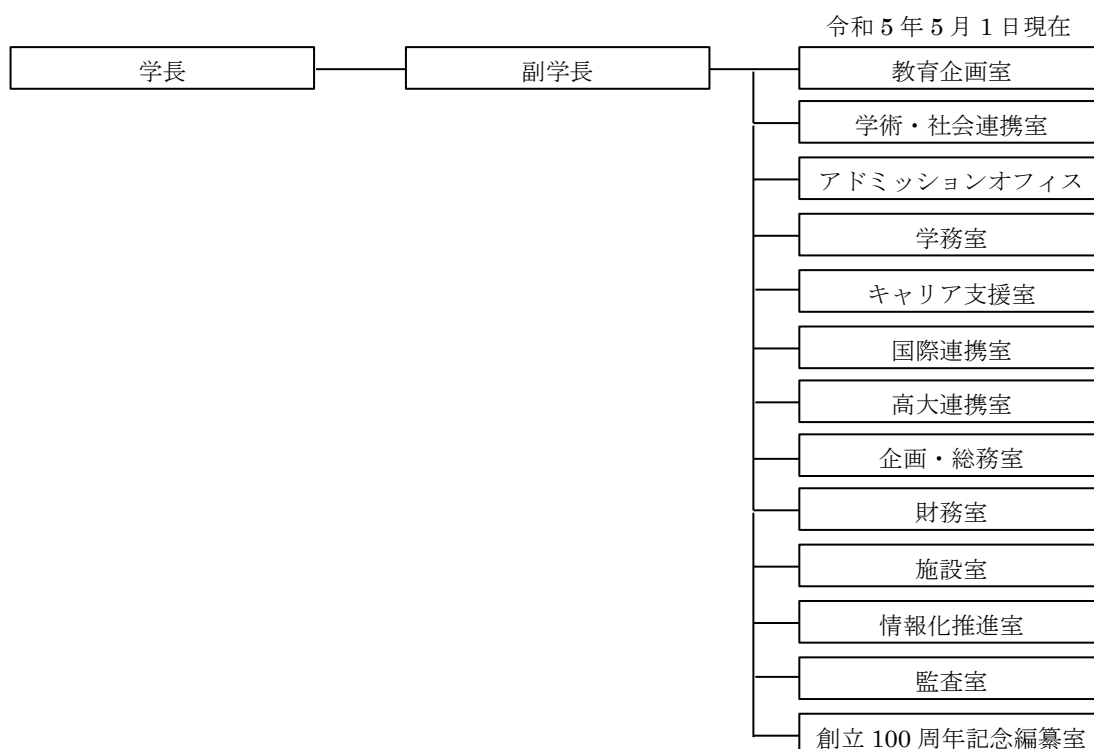 令和 5 年 5 月 1 日現在
学長
副学長
教育企画室
学術・社会連携室
アドミッションオフィス
学務室
キャリア支援室
国際連携室
高大連携室
企画・総務室
財務室
施設室
情報化推進室
監査室
創立 100 周年記念編纂室